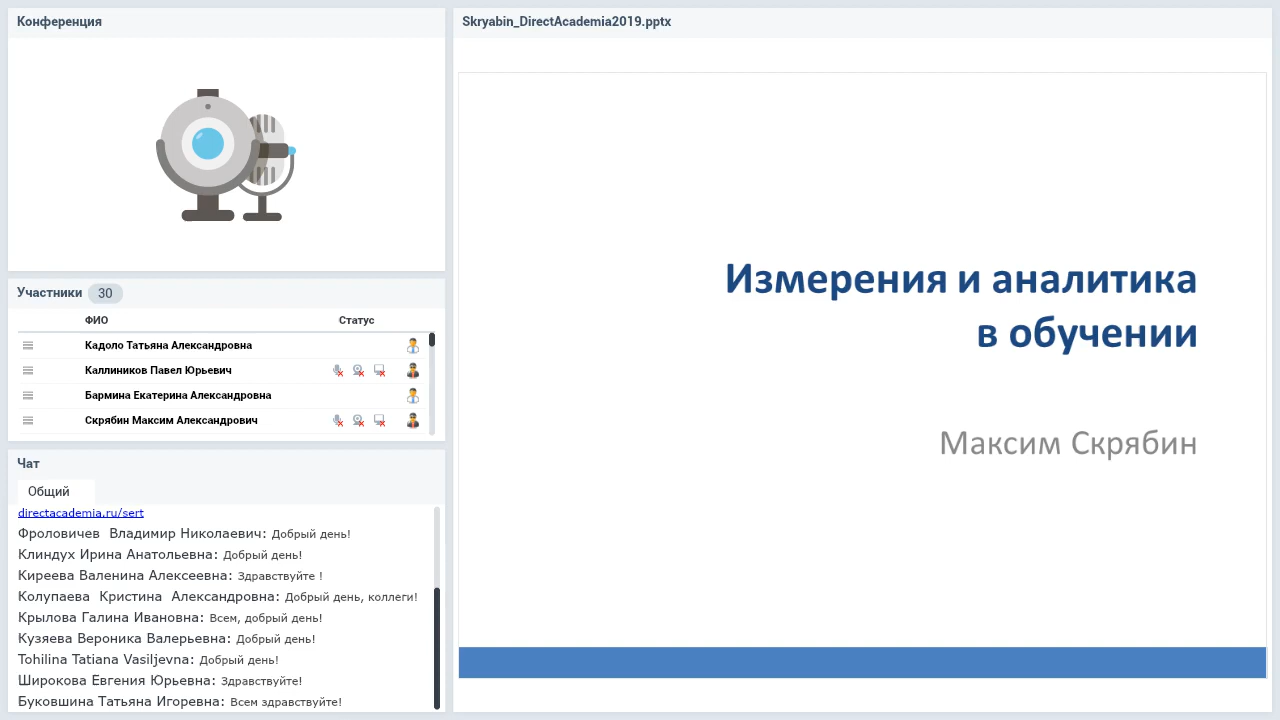 Конференция
Участники 30
ФИО Статус
Кадоло Татьяна Александровна
Каллиников Павел Юрьевич
Бармина Екатерина Александровна
Скрябин Максим Александрович
Чат
Общий
directacademia.ru/sert
Фроловичев Владимир Николаевич: Добрый день!
Клиндух Ирина Анатольевна: Добрый день!
Киреева Валенина Алексеевна: Здравствуйте !
Колупаева Кристина Александровна: Добрый день, коллеги!
Крылова Галина Ивановна: Всем, добрый день!
Кузяева Вероника Валерьевна: Добрый день!
Tohilina Tatiana Vasiljevna: Добрый день!
Широкова Евгения Юрьевна: Здравствуйте!
Буковшина Татьяна Игоревна: Всем здравствуйте!
Skryabin_DirectAcademia2019.pptx
Измерения и аналитика
в обучении
Максим Скрябин